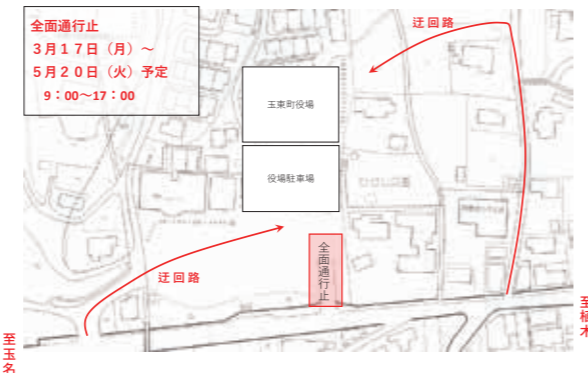 全面通行止
３月１７日（月）～
５月２０日（火）予定
９：００～１７：００
迂回路
玉東町役場
役場駐車場
迂回路
全面通行止
至玉名
至植木